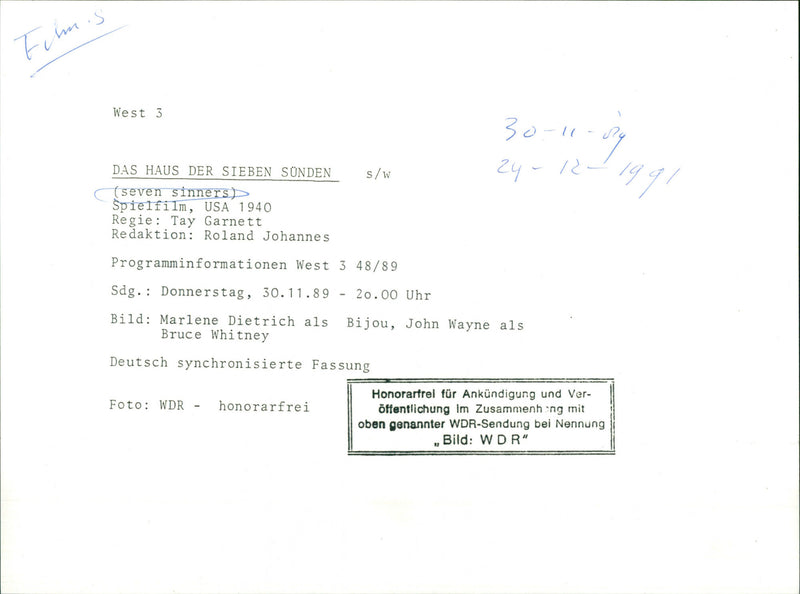 West 3
30-11-89
24-12-1991
DAS HAUS DER SIEBEN SÜNDEN s/w
(seven sinners)
Spielfilm, USA 1940
Regie: Tay Garnett
Redaktion: Roland Johannes
Programminformationen West 3 48/89
Sdg.: Donnerstag, 30.11.89 - 2o.OO Uhr
Bild: Marlene Dietrich als Bijou, John Wayne als
Bruce Whitney
Deutsch synchronisierte Fassung
Foto: WDR - honorarfrei
Honorarfrei für Ankündigung und Ver-
öffentlichung im Zusammenhang mit
oben genannter WDR-Sendung bei Nennung
„Bild: WDR"